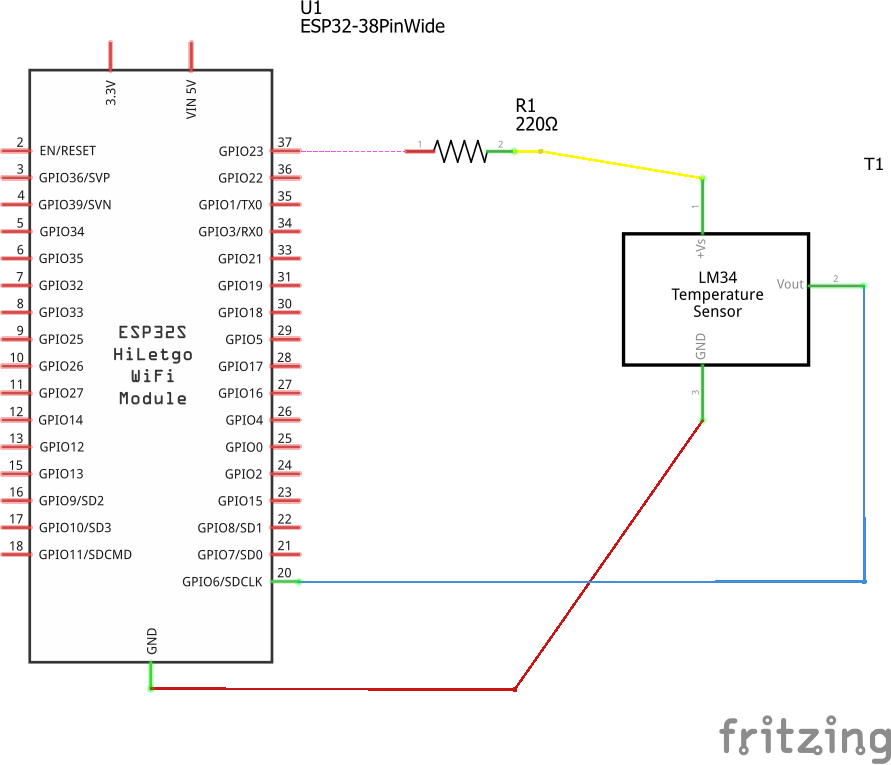 U1
ESP32-38PinWide
3.3V
VIN 5V
R1
220Ω
T1
2 EN/RESET
GPIO23 37
1
2
3 GPIO36/SVP
GPIO22 36
4 GPIO39/SVN
GPIO1/TX0 35
5 GPIO34
GPIO3/RX0 34
6 GPIO35
GPIO21 33
7 GPIO32
GPIO19 31
8 GPIO33
GPIO18 30
9 GPIO25
GPIO5 29
10 GPIO26
GPIO17 28
11 GPIO27
GPIO16 27
12 GPIO14
GPIO4 26
13 GPIO12
GPIO0 25
15 GPIO13
GPIO2 24
16 GPIO9/SD2
GPIO15 23
17 GPIO10/SD3
GPIO8/SD1 22
18 GPIO11/SDCMD
GPIO7/SD0 21
GPIO6/SDCLK 20
ESP32S
HiLetgo
WiFi
Module
GND
1
+Vs
LM34
Temperature
Sensor
Vout 2
GND
3
fritzing